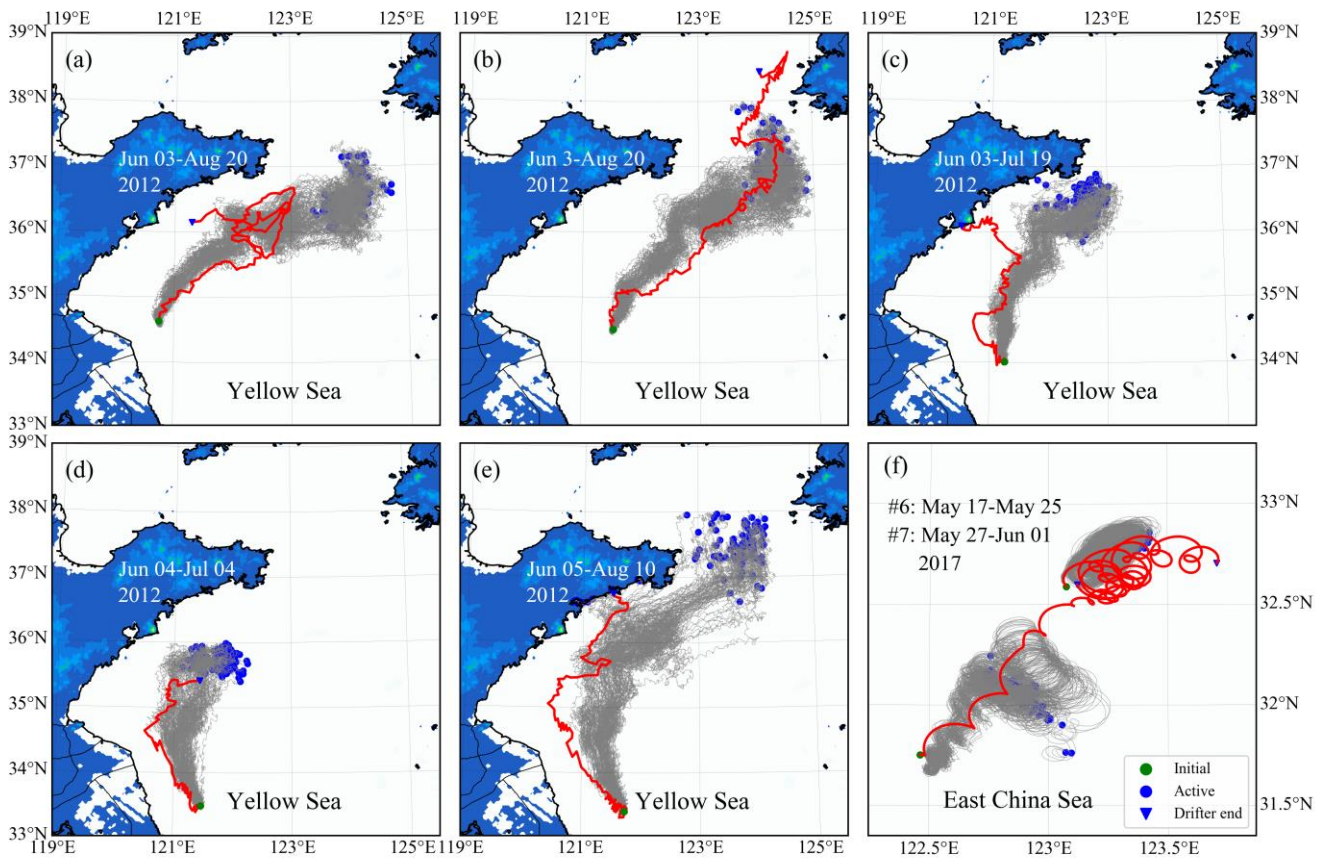 119°E 121°E 123°E 125°E 119°E 121°E 123°E 125°E 119°E 121°E 123°E 125°E
39°N 39°N
(a) (b) (c)
38°N 38°N
37°N 37°N
Jun 03-Aug 20
2012
Jun 3-Aug 20
2012
Jun 03-Jul 19
2012
36°N 36°N
35°N 35°N
34°N 34°N
Yellow Sea Yellow Sea Yellow Sea
33°N 33°N
39°N
(d) (e) (f)
38°N
#6: May 17-May 25
#7: May 27-Jun 01
2017
33°N
37°N
Jun 04-Jul 04
2012
Jun 05-Aug 10
2012
32.5°N
36°N
35°N
32°N
34°N
Initial
Active
Drifter end
Yellow Sea Yellow Sea East China Sea
31.5°N
33°N
119°E 121°E 123°E 125°E 119°E 121°E 123°E 125°E 122.5°E 123°E 123.5°E